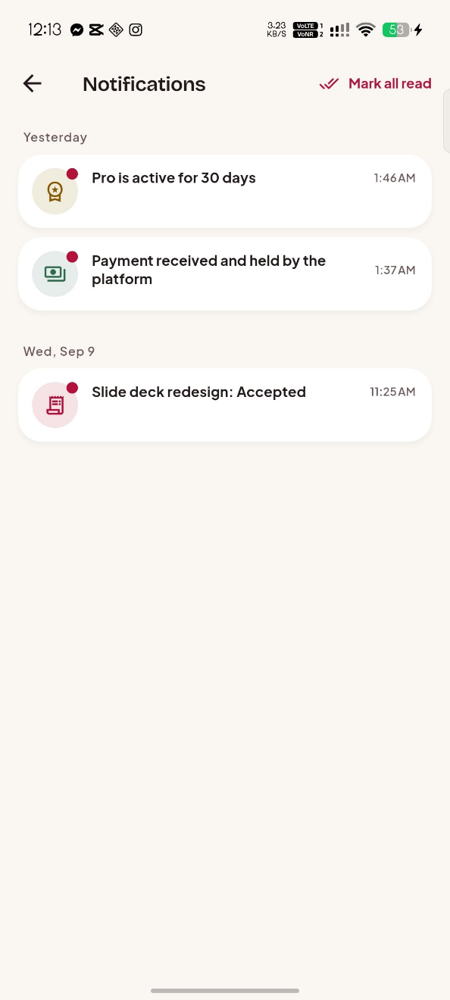 12:13
3.23
KB/S
VoLTE 1
VoNR 2
53
Notifications
Mark all read
Yesterday
Pro is active for 30 days
1:46 AM
Payment received and held by the
platform
1:37 AM
Wed, Sep 9
Slide deck redesign: Accepted
11:25 AM